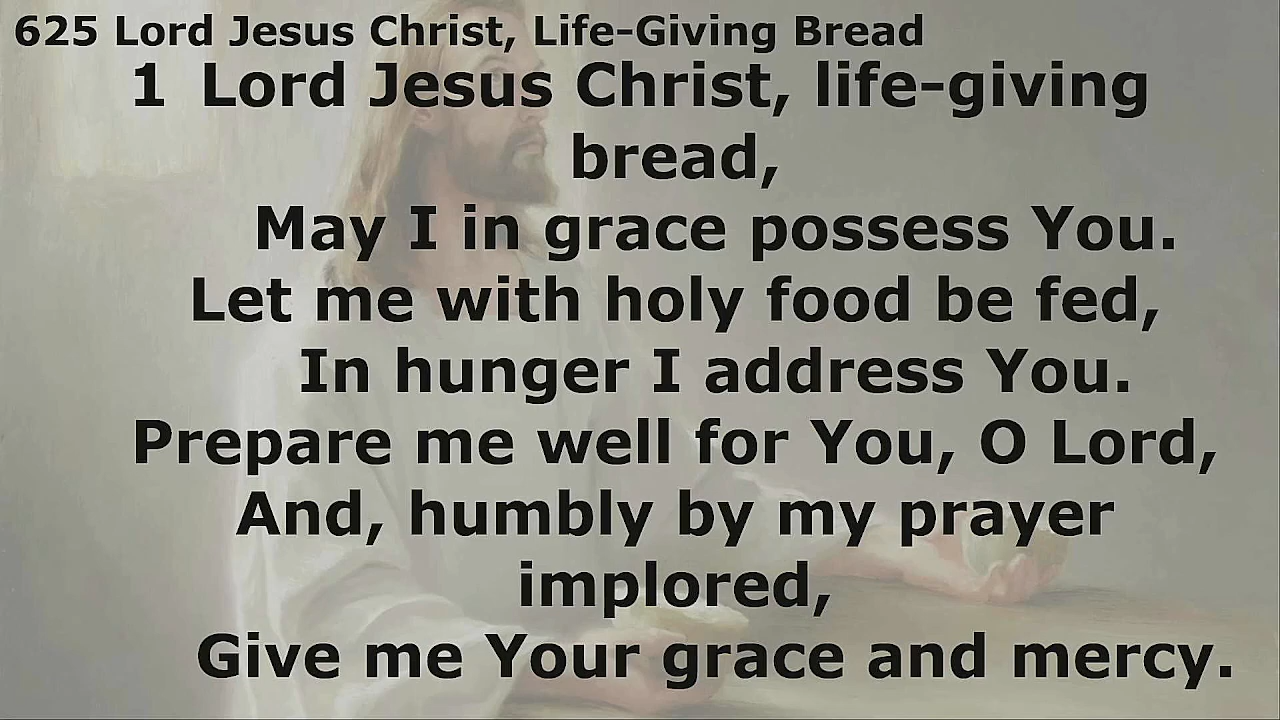 625 Lord Jesus Christ, Life-Giving Bread
1 Lord Jesus Christ, life-giving
bread,
May I in grace possess You.
Let me with holy food be fed,
In hunger I address You.
Prepare me well for You, O Lord,
And, humbly by my prayer
implored,
Give me Your grace and mercy.